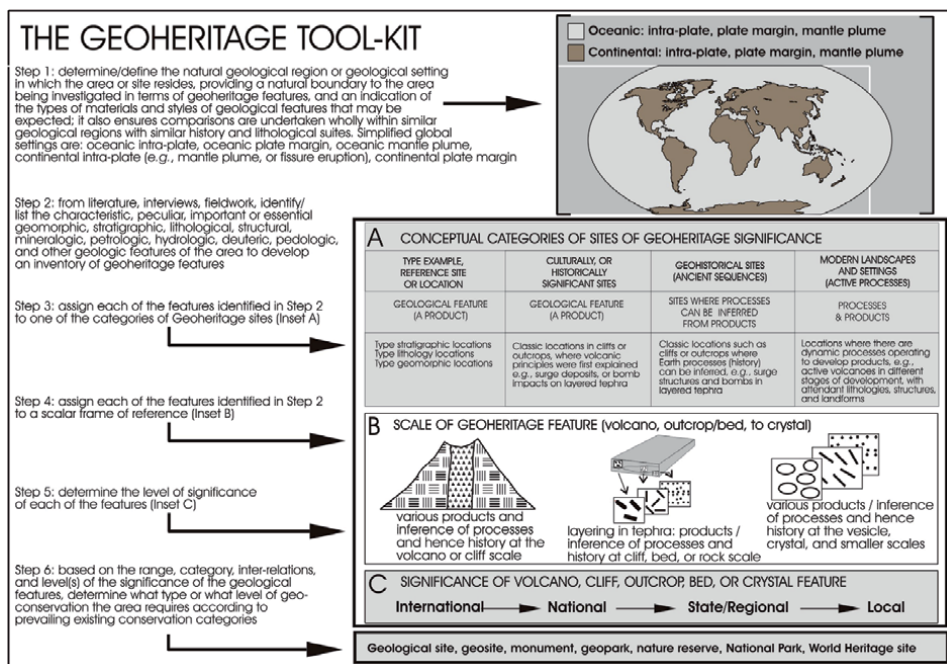 THE GEOHERITAGE TOOL-KIT
Step 1: determine/define the natural geological region or geological setting
in which the area or site resides, providing a natural boundary to the area
being investigated in terms of geoheritage features, and an indication of
the types of materials and styles of geological features that may be
expected; it also ensures comparisons are undertaken wholly within similar
geological regions with similar history and lithological suites. Simplified global
settings are: oceanic intra-plate, oceanic plate margin, oceanic mantle plume,
continental intra-plate (e.g., mantle plume, or fissure eruption), continental plate margin
Oceanic: intra-plate, plate margin, mantle plume
Continental: intra-plate, plate margin, mantle plume
Step 2: from literature, interviews, fieldwork, identify/
list the characteristic, peculiar, important or essential
geomorphic, stratigraphic, lithological, structural,
mineralogic, petrologic, hydrologic, deuteric, pedologic,
and other geologic features of the area to develop
an inventory of geoheritage features
Step 3: assign each of the features identified in Step 2
to one of the categories of Geoheritage sites (Inset A)
Step 4: assign each of the features identified in Step 2
to a scalar frame of reference (Inset B)
Step 5: determine the level of significance
of each of the features (Inset C)
Step 6: based on the range, category, inter-relations,
and level(s) of the significance of the geological
features, determine what type or what level of geo-
conservation the area requires according to
prevailing existing conservation categories
A CONCEPTUAL CATEGORIES OF SITES OF GEOHERITAGE SIGNIFICANCE
TYPE EXAMPLE,
REFERENCE SITE
OR LOCATION
CULTURALLY, OR
HISTORICALLY
SIGNIFICANT SITES
GEOHISTORICAL SITES
(ANCIENT SEQUENCES)
MODERN LANDSCAPES
AND SETTINGS
(ACTIVE PROCESSES)
GEOLOGICAL FEATURE
(A PRODUCT)
GEOLOGICAL FEATURE
(A PRODUCT)
SITES WHERE PROCESSES
CAN BE INFERRED
FROM PRODUCTS
PROCESSES
& PRODUCTS
Type stratigraphic locations
Type lithology locations
Type geomorphic locations
Classic locations in cliffs or
outcrops, where volcanic
principles were first explained
e.g., surge deposits, or bomb
impacts on layered tephra
Classic locations such as
cliffs or outcrops where
Earth processes (history)
can be inferred, e.g., surge
structures and bombs in
layered tephra
Locations where there are
dynamic processes operating
to develop products, e.g.,
active volcanoes in different
stages of development, with
attendant lithologies, structures,
and landforms
B SCALE OF GEOHERITAGE FEATURE (volcano, outcrop/bed, to crystal)
various products and
inference of processes
and hence history at the
volcano or cliff scale
layering in tephra: products /
inference of processes and
history at cliff, bed, or rock scale
various products / inference
of processes and hence
history at the vesicle,
crystal, and smaller scales
C SIGNIFICANCE OF VOLCANO, CLIFF, OUTCROP, BED, OR CRYSTAL FEATURE
International National State/Regional Local
Geological site, geosite, monument, geopark, nature reserve, National Park, World Heritage site